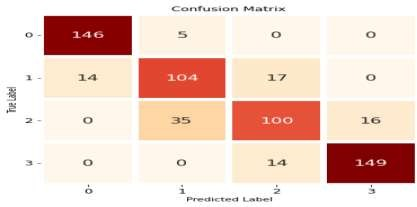 Confusion Matrix
0 146 5 0 0
1 14 104 17 0
2 0 35 100 16
3 0 0 14 149
0 1 2 3
True Label
Predicted Label